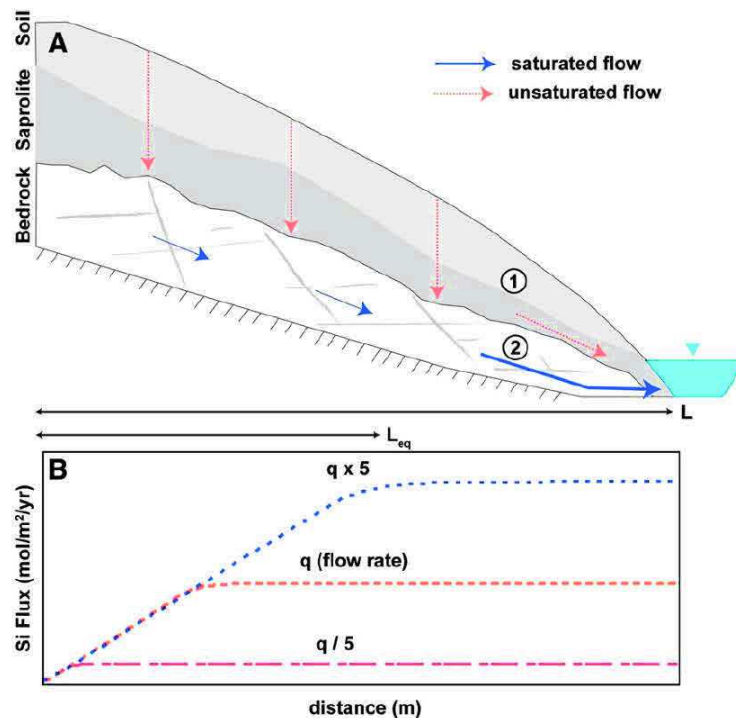 A
Soil
Saprolite
Bedrock
saturated flow
unsaturated flow
1
2
L
Leq
B
q x 5
q (flow rate)
q / 5
Si Flux (mol/m²/yr)
distance (m)